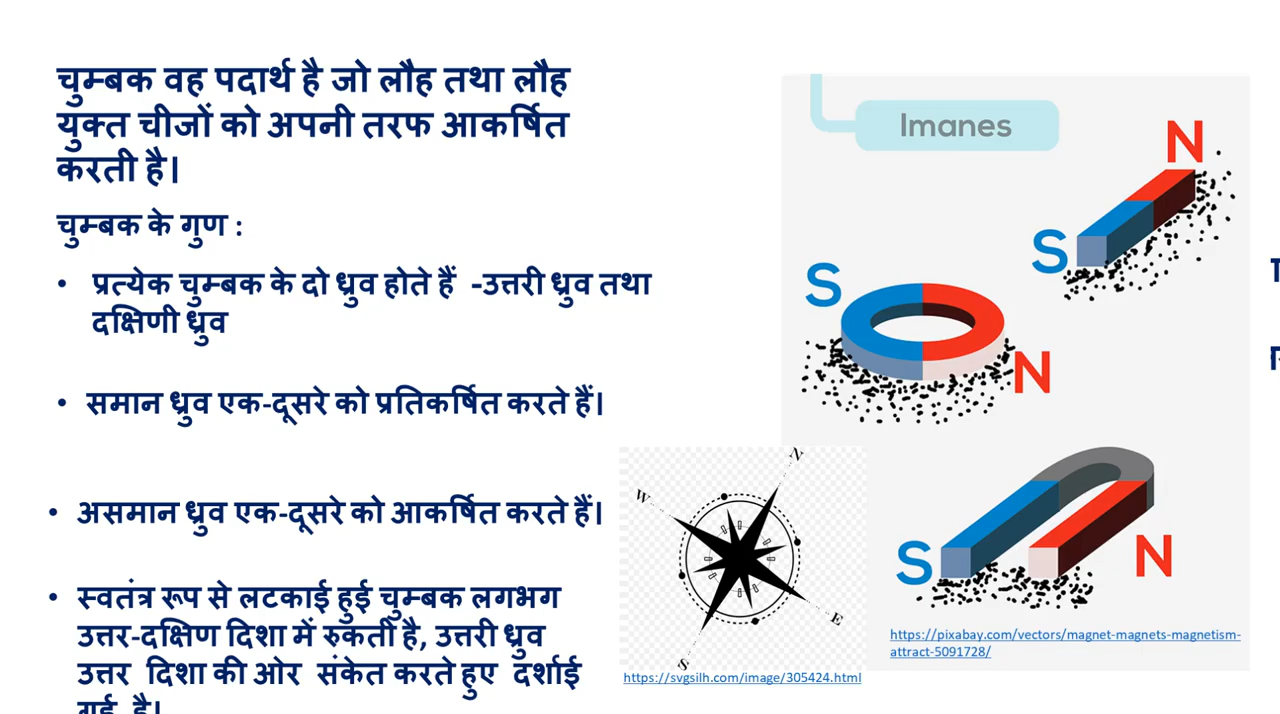 चुम्बक वह पदार्थ है जो लौह तथा लौह
युक्त चीजों को अपनी तरफ आकर्षित
करती है।
चुम्बक के गुण :
• प्रत्येक चुम्बक के दो ध्रुव होते हैं -उत्तरी ध्रुव तथा
दक्षिणी ध्रुव
• समान ध्रुव एक-दूसरे को प्रतिकर्षित करते हैं।
• असमान ध्रुव एक-दूसरे को आकर्षित करते हैं।
• स्वतंत्र रूप से लटकाई हुई चुम्बक लगभग
उत्तर-दक्षिण दिशा में रुकती है, उत्तरी ध्रुव
उत्तर दिशा की ओर संकेत करते हुए दर्शाई
गई है।
Imanes
N
S
S
N
S
N
N
W
E
S
https://pixabay.com/vectors/magnet-magnets-magnetism-
attract-5091728/
https://svgsilh.com/image/305424.html